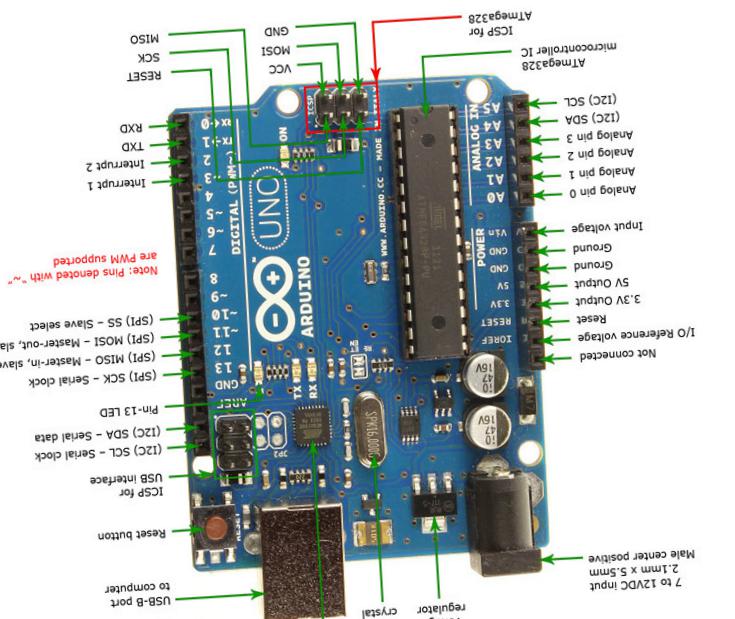 ICSP for
ATmega328
GND
MISO
MOSI
SCK
VCC
RESET
ATmega328
microcontroller IC
RXD
TXD
Interrupt 2
Interrupt 1
(I2C) SCL
(I2C) SDA
Analog pin 3
Analog pin 2
Analog pin 1
Analog pin 0
Input voltage
Ground
Ground
5V Output
3.3V Output
Reset
I/O Reference voltage
Not connected
Note: Pins denoted with "~"
are PWM supported
(SPI) SS - Slave select
(SPI) MOSI - Master-out,
(SPI) MISO - Master-in,
(SPI) SCK - Serial clock
Pin-13 LED
(I2C) SDA - Serial data
(I2C) SCL - Serial clock
ICSP for
USB interface
Reset button
USB-B port
to computer
crystal
regulator
7 to 12VDC input
2.1mm x 5.5mm
Male center positive
ICSP
ON
RX◄0
TX►1
2
~3
4
~5
~6
7
8
~9
~10
~11
12
13
GND
AREF
DIGITAL (PWM~)
UNO
ARDUINO
WWW.ARDUINO.CC - MADE
ANALOG IN
A5
A4
A3
A2
A1
A0
POWER
Vin
GND
GND
5V
3.3V
RESET
IOREF
TX
RX
JP2
RESET
47
16V
47
16V